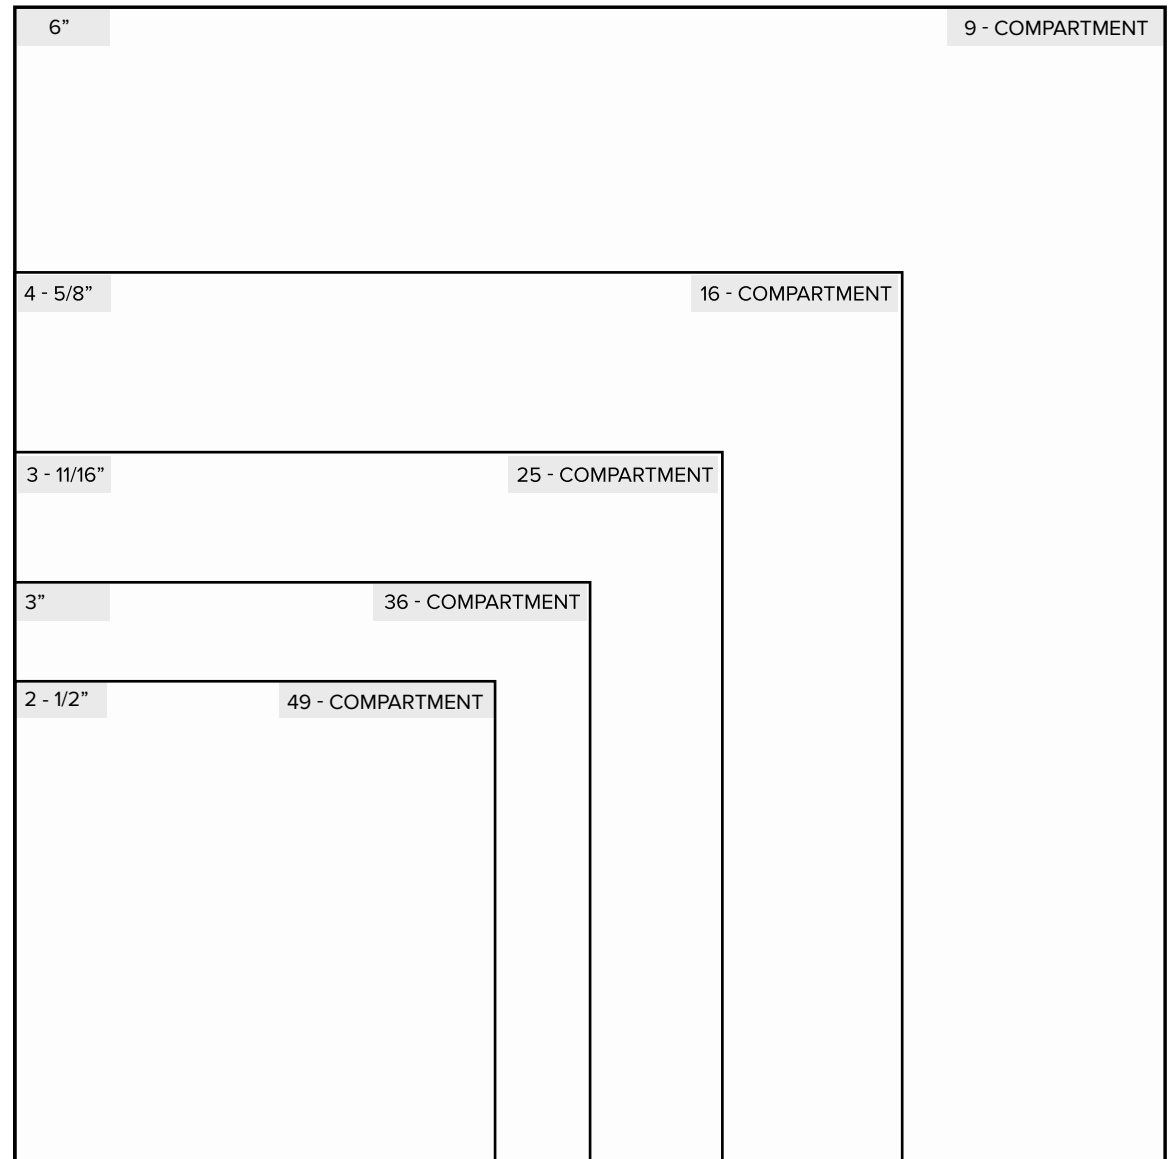 6”
9 - COMPARTMENT
4 - 5/8”
16 - COMPARTMENT
3 - 11/16”
25 - COMPARTMENT
3”
36 - COMPARTMENT
2 - 1/2”
49 - COMPARTMENT